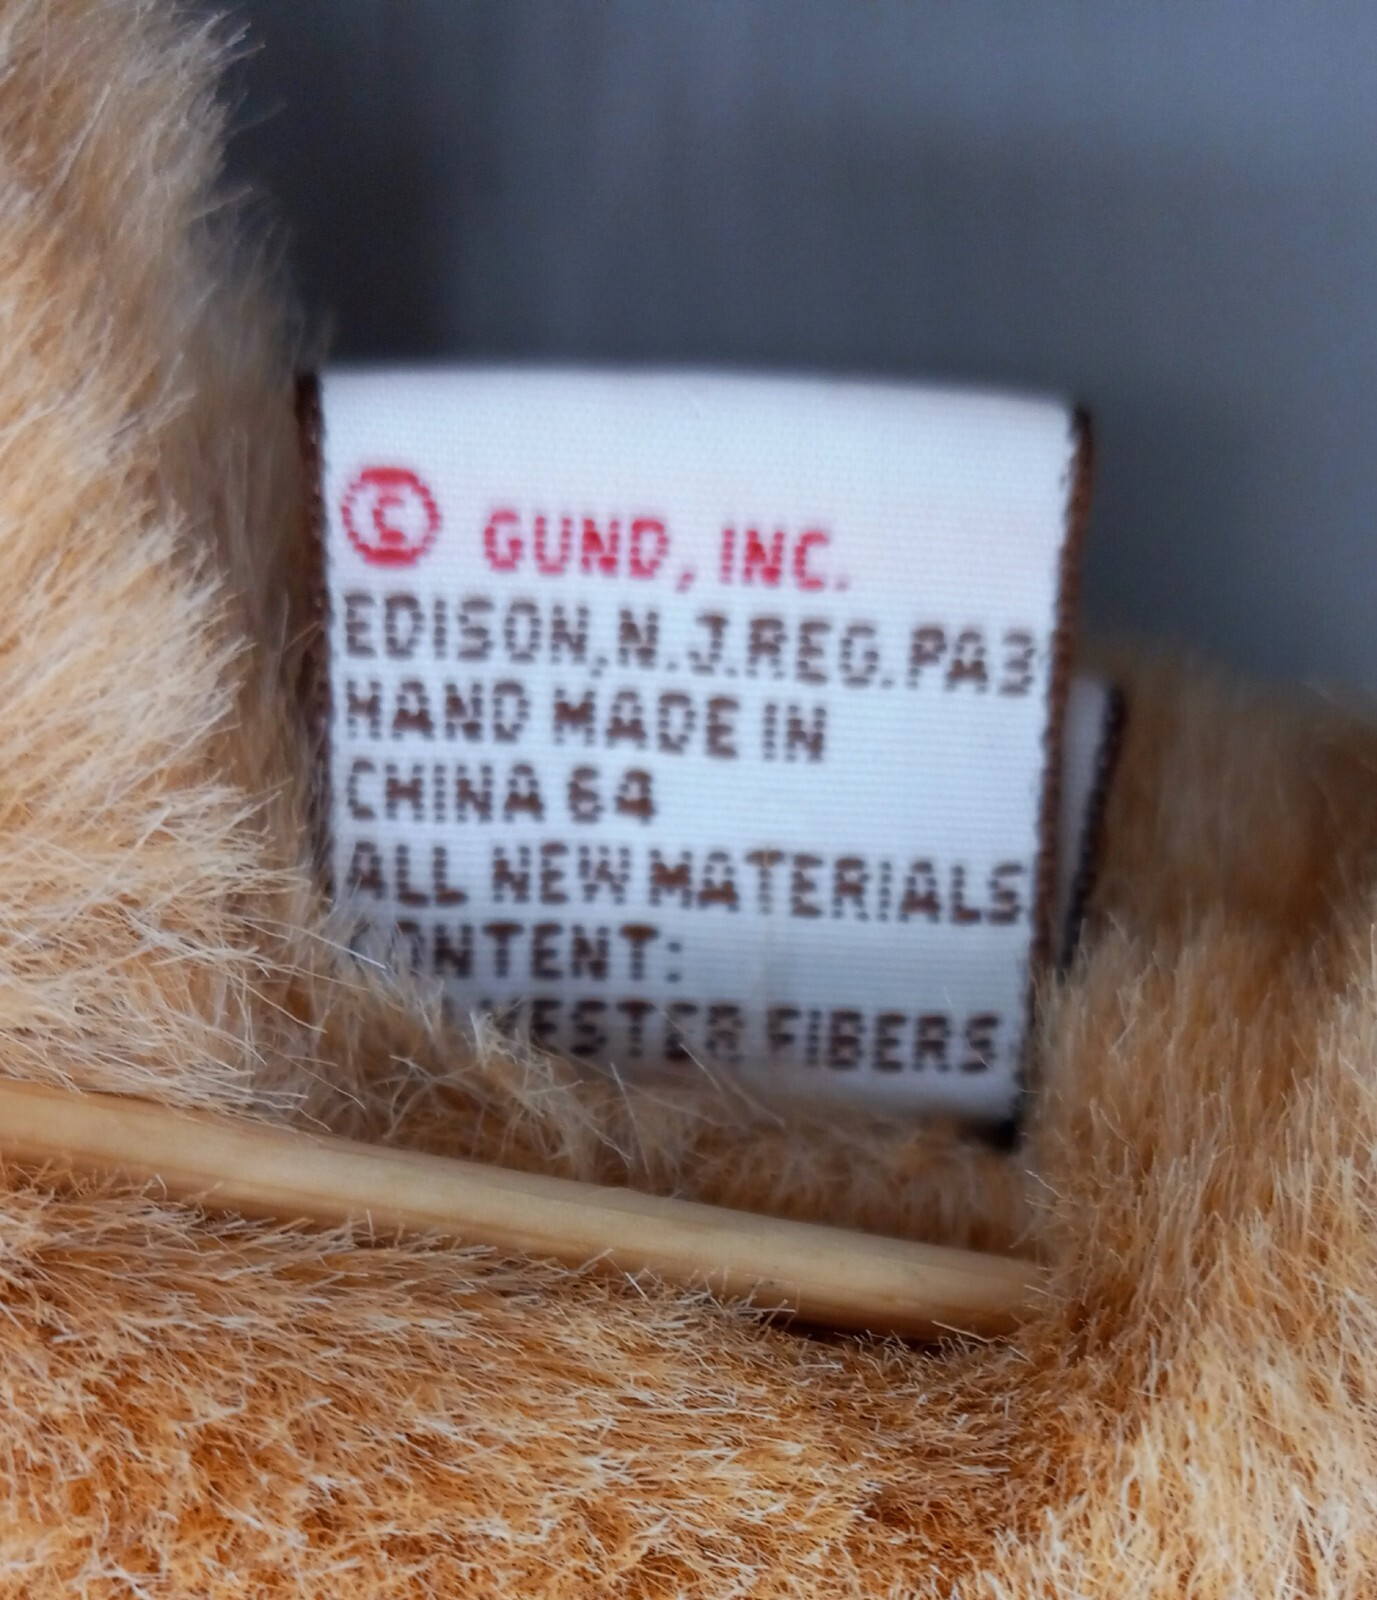 © GUND, INC.
EDISON,N.J.REG.PA3
HAND MADE IN
CHINA 64
ALL NEW MATERIALS
CONTENT:
FIBERS